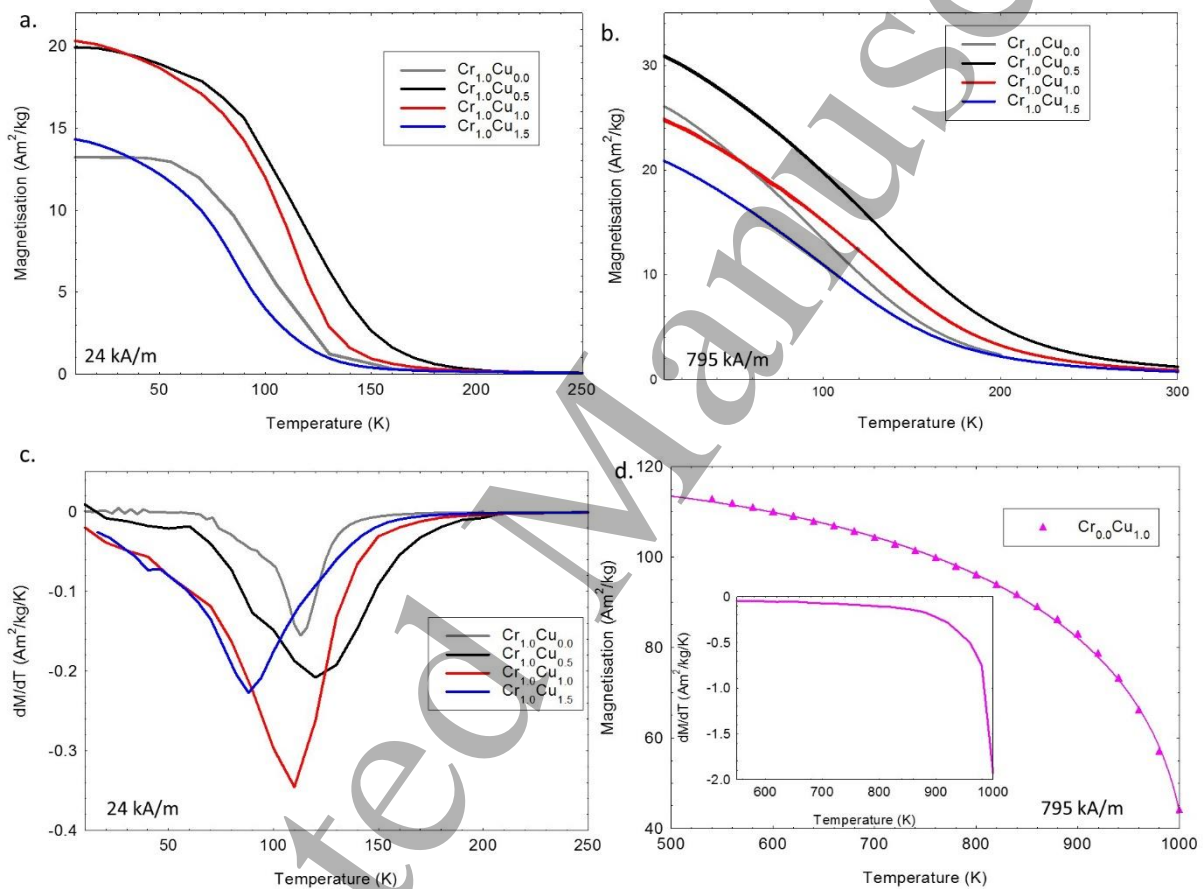 a.
20
15
10
5
0
Magnetisation (Am²/kg)
Cr₁.₀Cu₀.₀
Cr₁.₀Cu₀.₅
Cr₁.₀Cu₁.₀
Cr₁.₀Cu₁.₅
24 kA/m
50 100 150 200 250
Temperature (K)
b.
30
20
10
0
Magnetisation (Am²/kg)
Cr₁.₀Cu₀.₀
Cr₁.₀Cu₀.₅
Cr₁.₀Cu₁.₀
Cr₁.₀Cu₁.₅
795 kA/m
100 200 300
Temperature (K)
c.
0
-0.1
-0.2
-0.3
-0.4
dM/dT (Am²/kg/K)
Cr₁.₀Cu₀.₀
Cr₁.₀Cu₀.₅
Cr₁.₀Cu₁.₀
Cr₁.₀Cu₁.₅
24 kA/m
50 100 150 200 250
Temperature (K)
d.
120
100
80
60
40
Magnetisation (Am²/kg)
Cr₀.₀Cu₁.₀
0
-0.5
-1.0
-1.5
-2.0
dM/dT (Am²/kg/K)
600 700 800 900 1000
Temperature (K)
795 kA/m
500 600 700 800 900 1000
Temperature (K)
ted Manusc